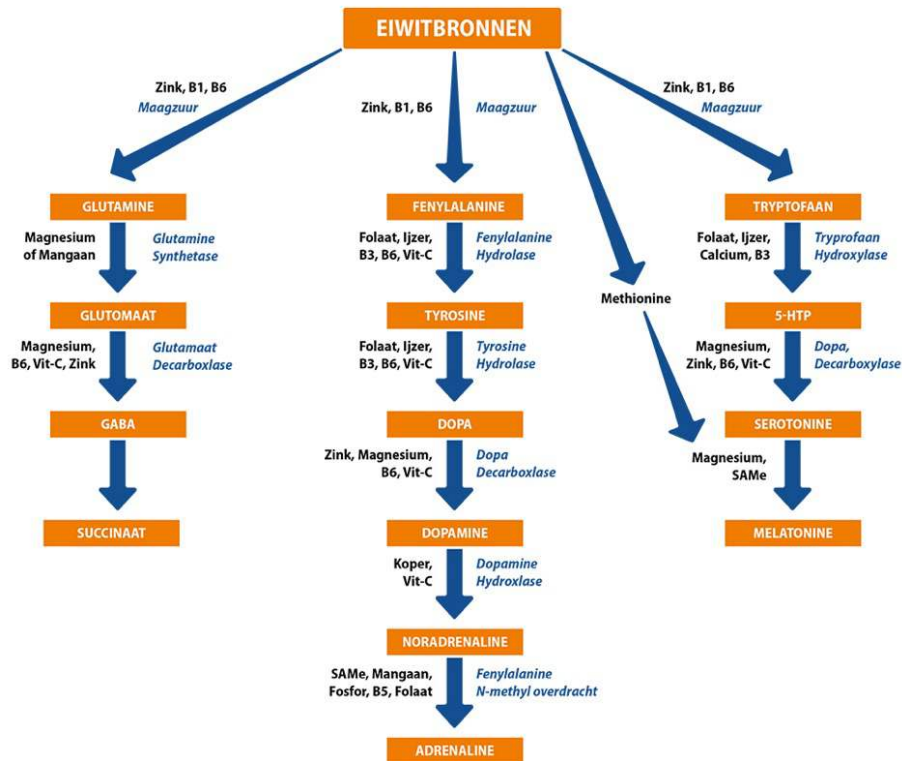 EIWITBRONNEN
Zink, B1, B6
Maagzuur
Zink, B1, B6
Maagzuur
Zink, B1, B6
Maagzuur
GLUTAMINE
FENYLALANINE
TRYPTOFAAN
Magnesium
of Mangaan
Glutamine
Synthetase
Folaat, Ijzer,
B3, B6, Vit-C
Fenylalanine
Hydrolase
Folaat, Ijzer,
Calcium, B3
Tryprofaan
Hydroxylase
Methionine
GLUTOMAAT
TYROSINE
5-HTP
Magnesium,
B6, Vit-C, Zink
Glutamaat
Decarboxlase
Folaat, Ijzer,
B3, B6, Vit-C
Tyrosine
Hydrolase
Magnesium,
Zink, B6, Vit-C
Dopa,
Decarboxylase
GABA
DOPA
SEROTONINE
Zink, Magnesium,
B6, Vit-C
Dopa
Decarboxlase
Magnesium,
SAMe
SUCCINAAT
DOPAMINE
MELATONINE
Koper,
Vit-C
Dopamine
Hydroxlase
NORADRENALINE
SAMe, Mangaan,
Fosfor, B5, Folaat
Fenylalanine
N-methyl overdracht
ADRENALINE